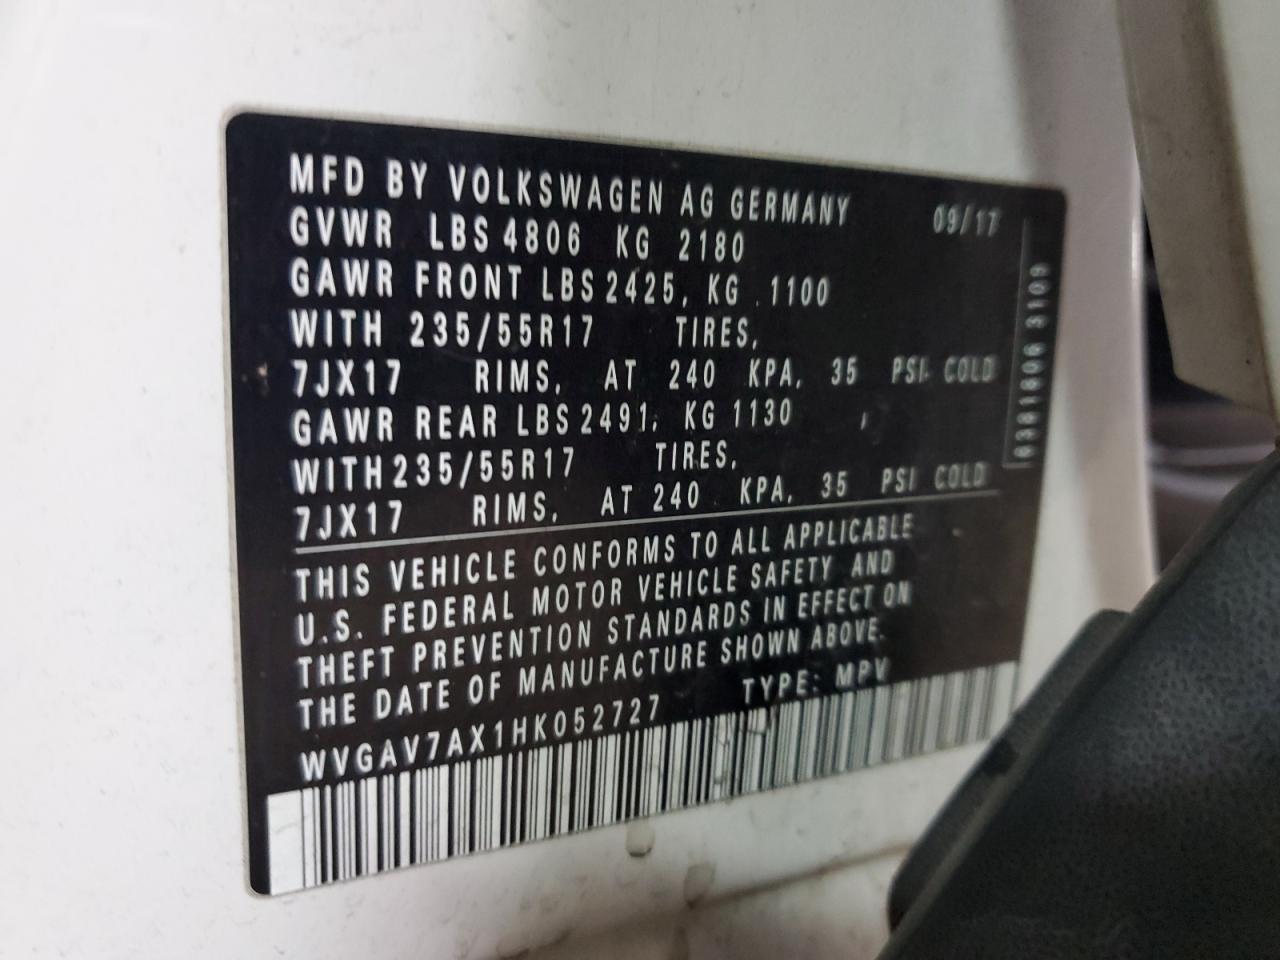 MFD BY VOLKSWAGEN AG GERMANY 09/17
GVWR LBS 4806 KG 2180
GAWR FRONT LBS 2425, KG 1100
WITH 235/55R17 TIRES,
7JX17 RIMS, AT 240 KPA, 35 PSI COLD
GAWR REAR LBS 2491, KG 1130
WITH 235/55R17 TIRES,
7JX17 RIMS, AT 240 KPA, 35 PSI COLD
THIS VEHICLE CONFORMS TO ALL APPLICABLE
U.S. FEDERAL MOTOR VEHICLE SAFETY AND
THEFT PREVENTION STANDARDS IN EFFECT ON
THE DATE OF MANUFACTURE SHOWN ABOVE.
WVGAV7AX1HK052727 TYPE: MPV